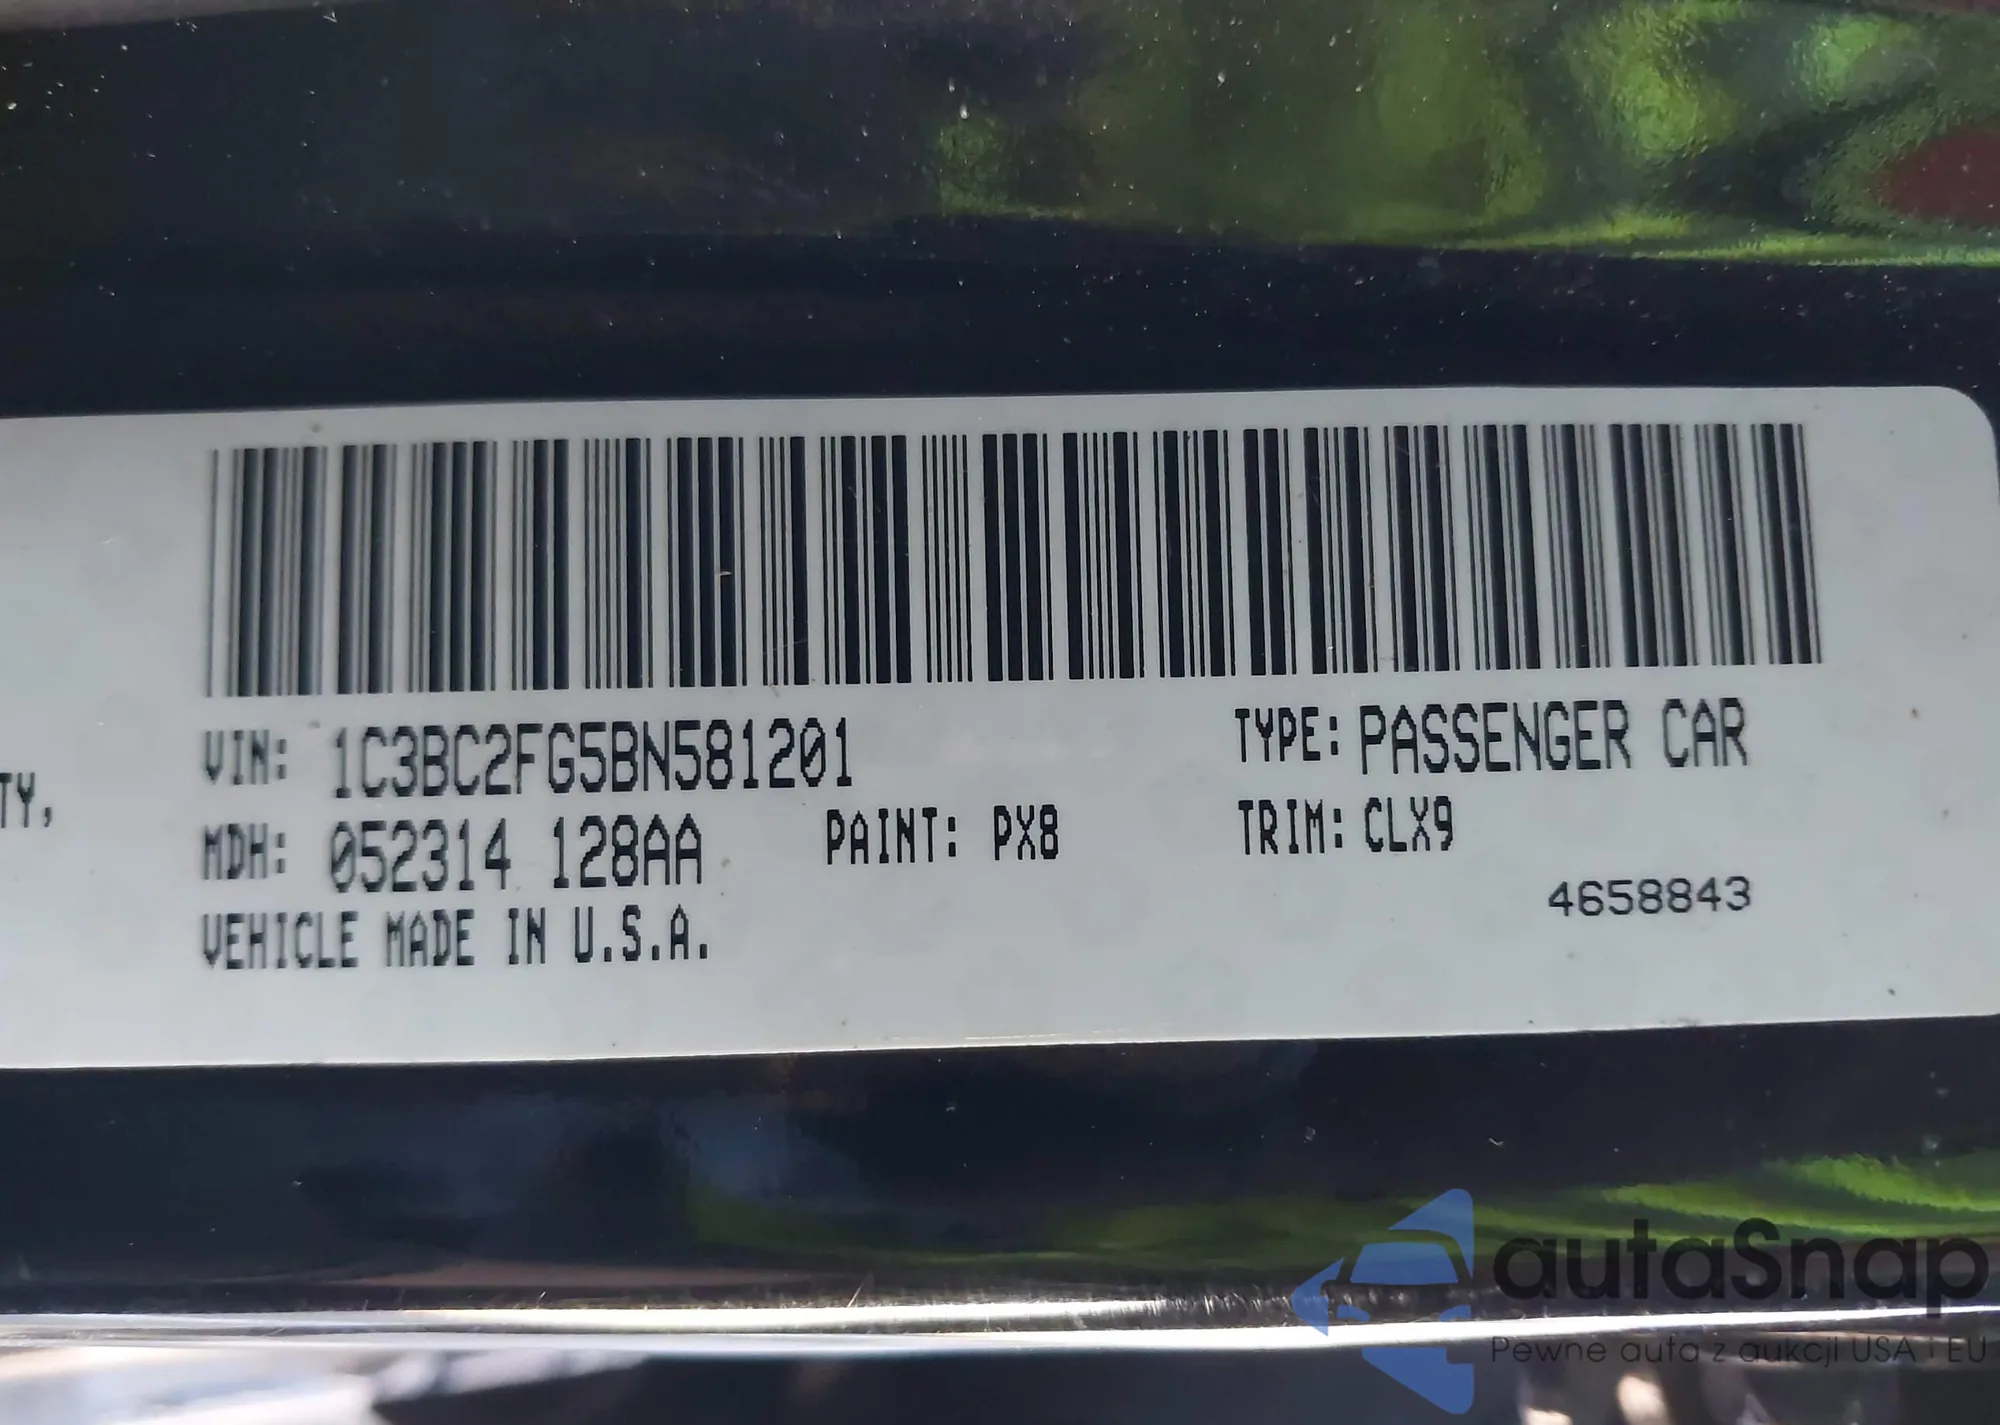 TY,
VIN: 1C3BC2FG5BN581201
TYPE: PASSENGER CAR
MDH: 052314 128AA
PAINT: PX8
TRIM: CLX9
4658843
VEHICLE MADE IN U.S.A.
autaSnap
Pewne auta z aukcji USA i EU